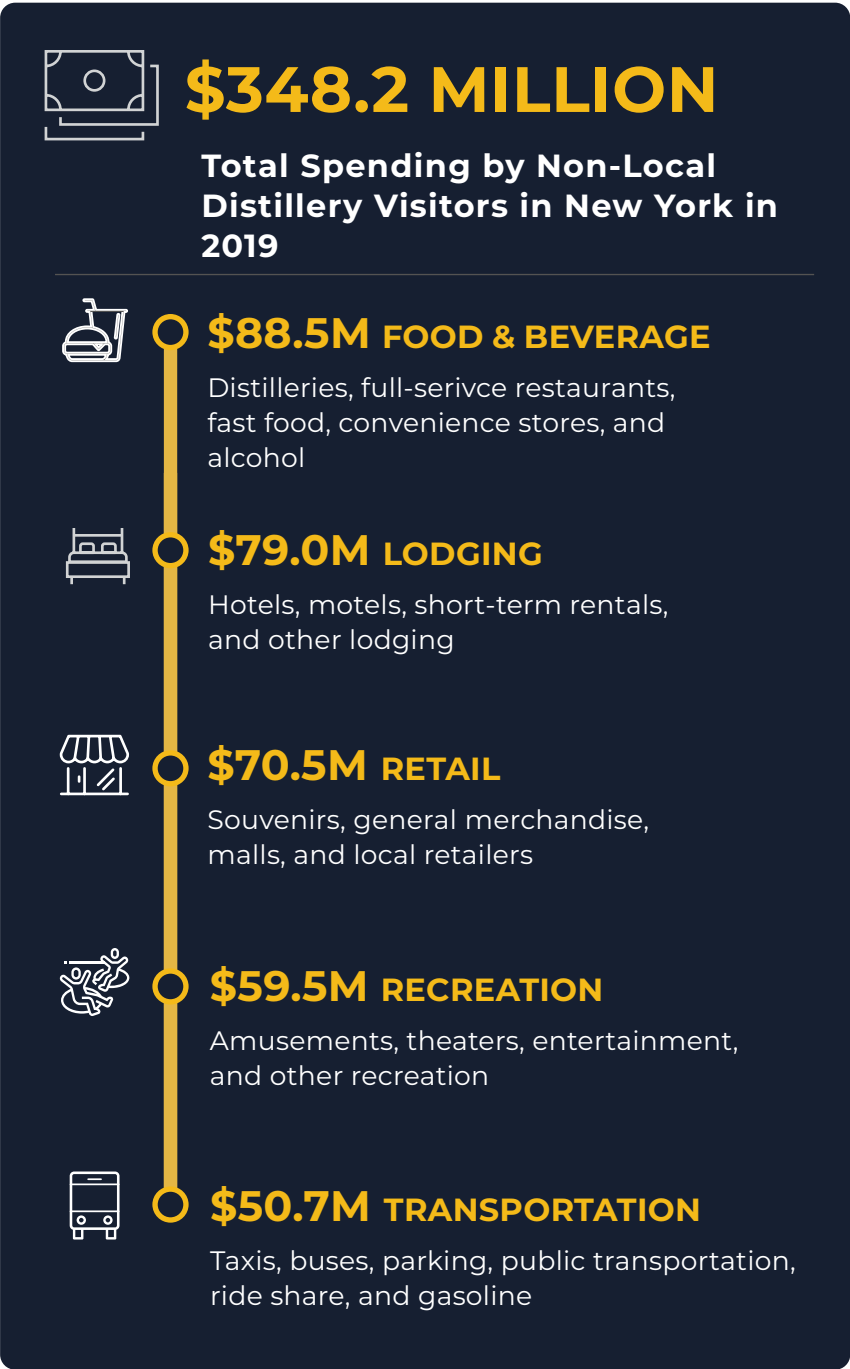 $348.2 MILLION
Total Spending by Non-Local
Distillery Visitors in New York in
2019
$88.5M FOOD & BEVERAGE
Distilleries, full-serivce restaurants,
fast food, convenience stores, and
alcohol
$79.0M LODGING
Hotels, motels, short-term rentals,
and other lodging
$70.5M RETAIL
Souvenirs, general merchandise,
malls, and local retailers
$59.5M RECREATION
Amusements, theaters, entertainment,
and other recreation
$50.7M TRANSPORTATION
Taxis, buses, parking, public transportation,
ride share, and gasoline